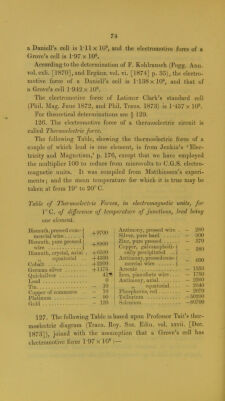 73
a Daniell's cell is 1·11 × 10⁸, and the electromotive force of a
Grove's cell is 1·97 × 10⁸.
According to the determination of F. Kohlrausch (Pogg. Ann.
vol. cxli. [1870], and Ergänz. vol. vi. [1874] p. 35), the electro-
motive force of a Daniell's cell is 1·138 × 10⁸, and that of
a Grove's cell 1·942 × 10⁸.
The electromotive force of Latimer Clark's standard cell
(Phil. Mag. June 1872, and Phil. Trans. 1873) is 1·457 × 10⁸.
For theoretical determinations see § 129.
126. The electromotive force of a thermoelectric circuit is
called Thermoelectric force.
The following Table, showing the thermoelectric force of a
couple of which lead is one element, is from Jenkin's “Elec-
tricity and Magnetism,” p. 176, except that we have employed
the multiplier 100 to reduce from microvolts to C.G.S. electro-
magnetic units. It was compiled from Matthiessen's experi-
ments; and the mean temperature for which it is true may be
taken at from 19° to 20° C.
Table of Thermoelectric Forces, in electromagnetic units, for
1° C. of difference of temperature of junctions, lead being
one element.
Bismuth, pressed com-
mercial wire +9700
Bismuth, pure pressed
wire +8900
Bismuth, crystal, axial +6500
equatorial +4500
Cobalt
German silver +1175
Quicksilver
Lead 0
Tin − 10
Copper of commerce − 10
Platinum − 90
Gold − 120
Antimony, pressed wire − 280
Silver, pure hard − 300
Zinc, pure pressed − 370
Copper, galvanoplasti-
cally precipitated − 380
Antimony, pressed com-
mercial wire − 600
Arsenic
Iron, pianoforte wire −1750
Antimony, axial −2260
„ equatorial −2640
Phosphorus, red
Tellurium
Selenium
127. The following Table is based upon Professor Tait's ther-
moelectric diagram (Trans. Roy. Soc. Edin. vol. xxvii. [Dec.
1873]), joined with the assumption that a Grove's cell has
electromotive force 1·97 × 10⁸ :—